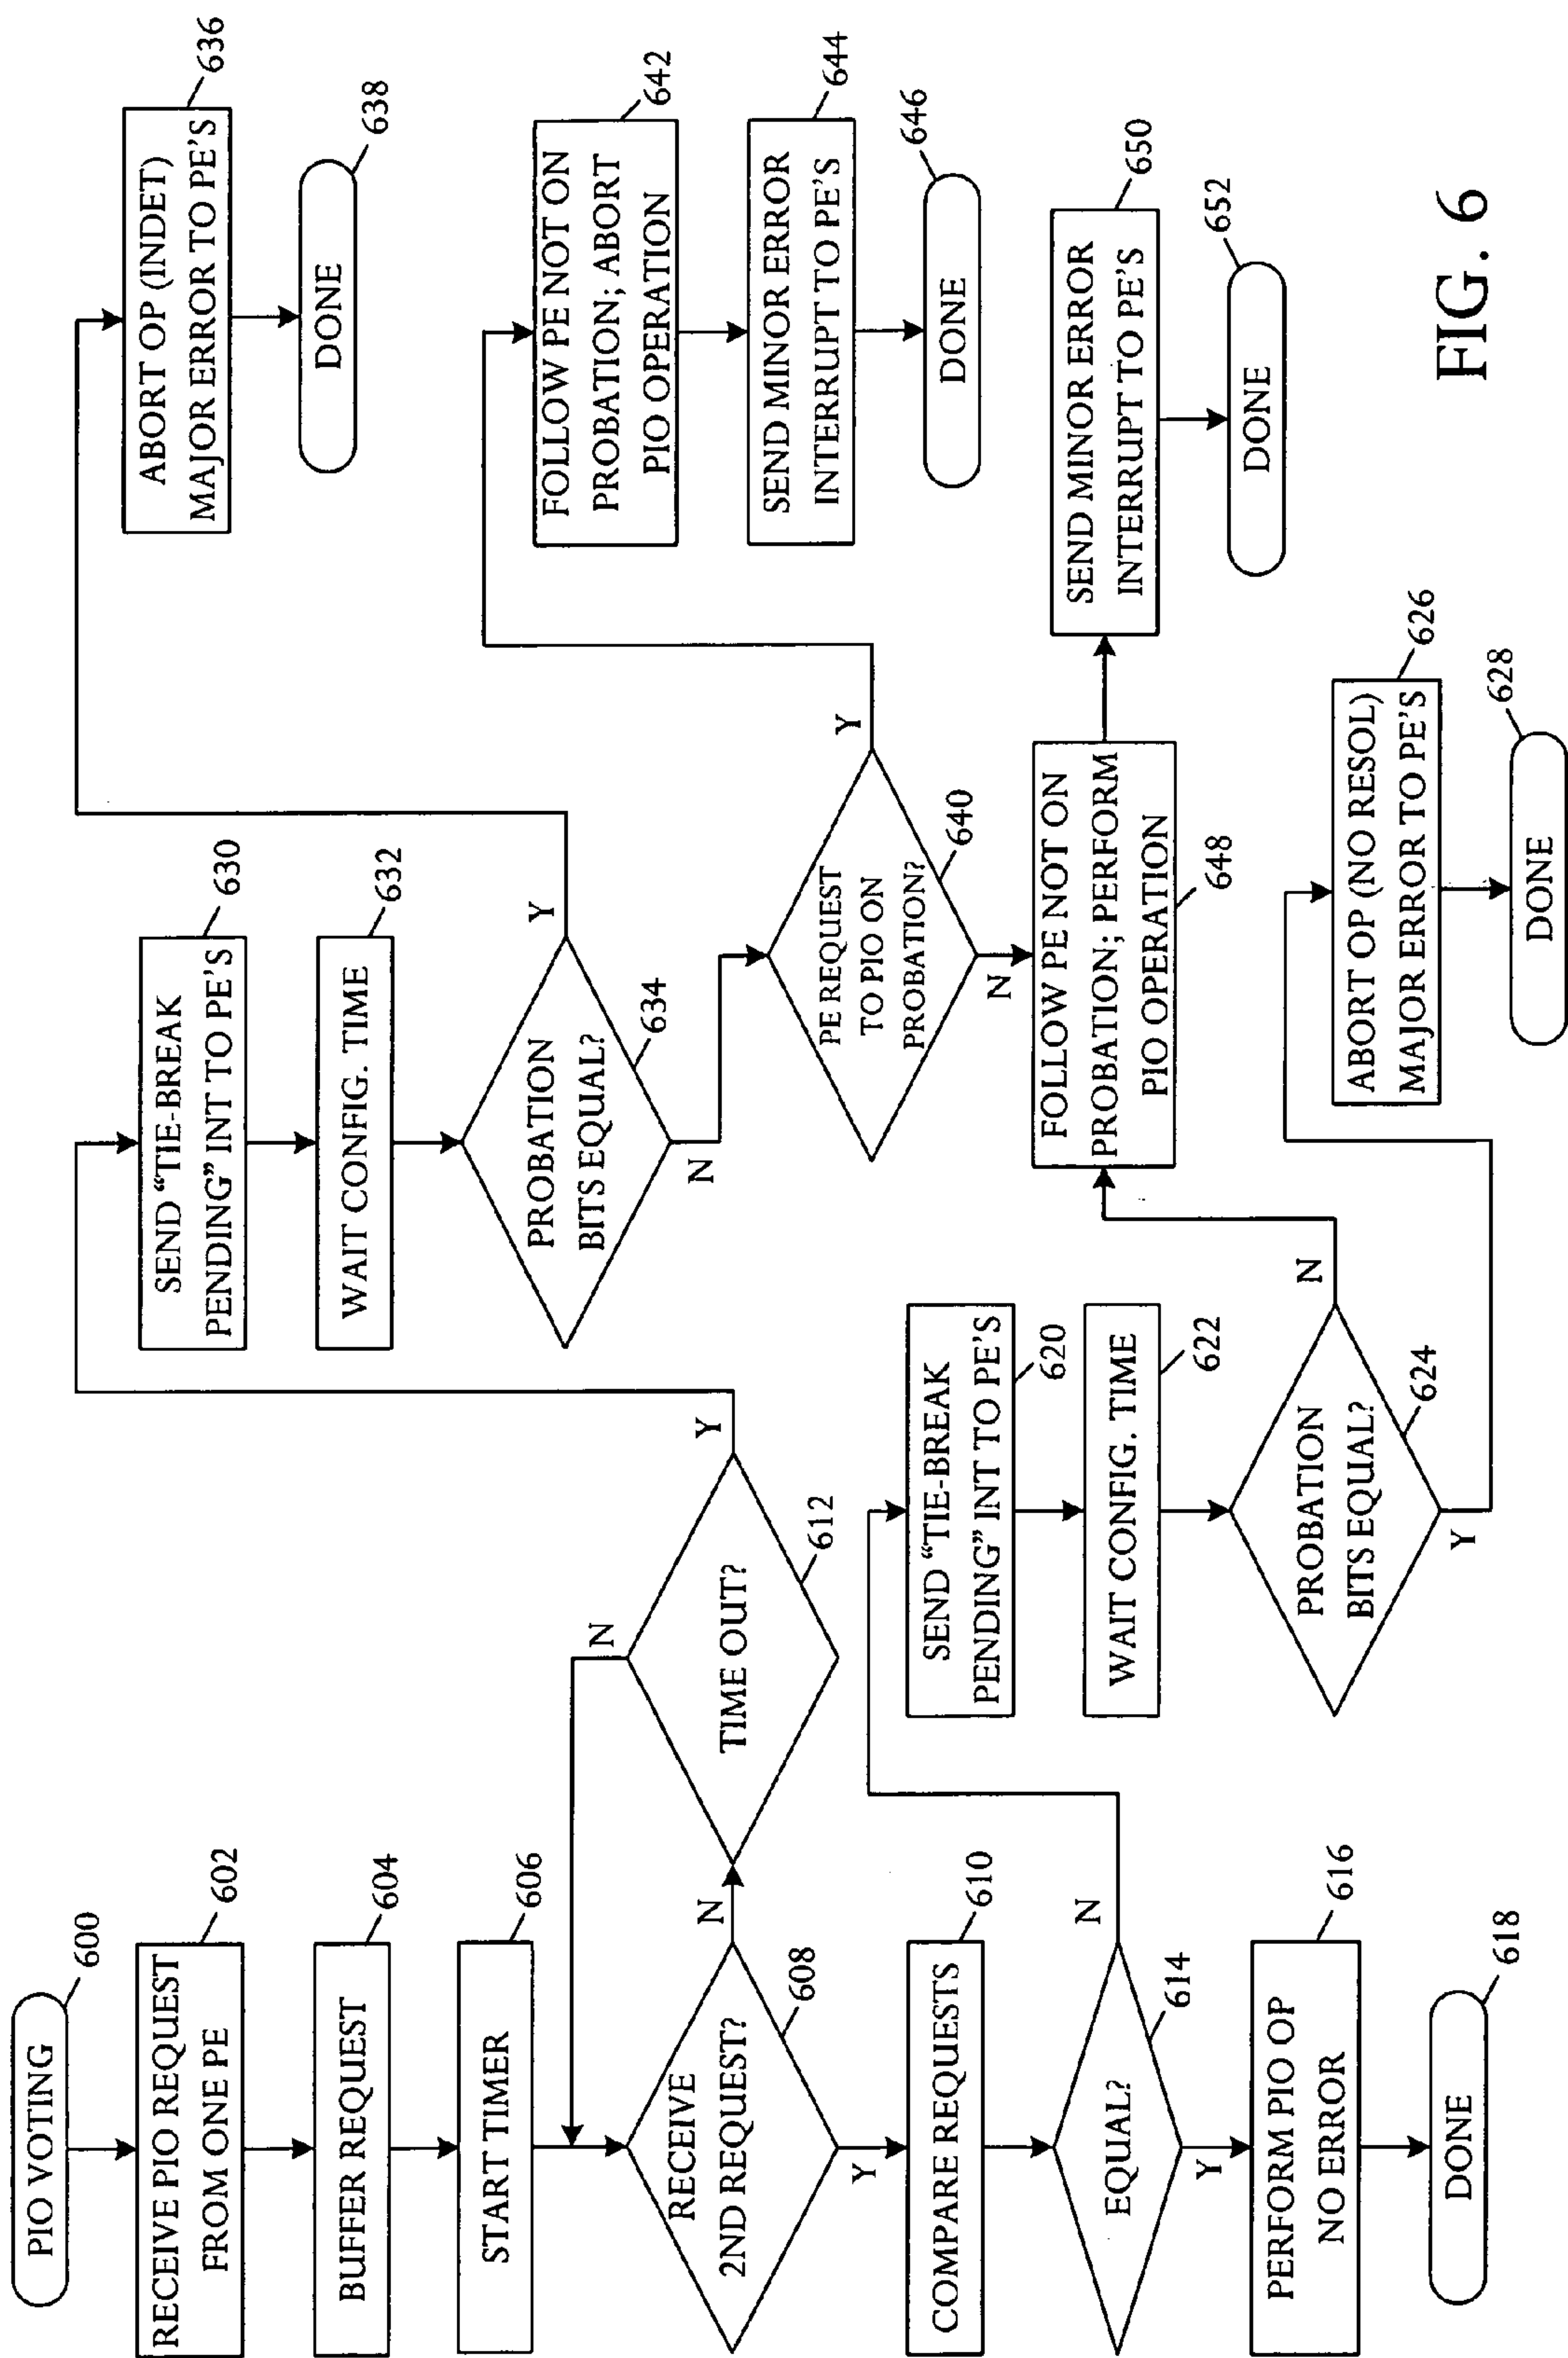 PIO VOTING
600
RECEIVE PIO REQUEST
FROM ONE PE
602
BUFFER REQUEST
604
START TIMER
606
RECEIVE
2ND REQUEST?
608
N
Y
TIME OUT?
612
N
Y
COMPARE REQUESTS
610
EQUAL?
614
N
Y
PERFORM PIO OP
NO ERROR
616
DONE
618
SEND “TIE-BREAK
PENDING” INT TO PE'S
620
WAIT CONFIG. TIME
622
PROBATION
BITS EQUAL?
624
N
Y
ABORT OP (NO RESOL)
MAJOR ERROR TO PE'S
626
DONE
628
SEND “TIE-BREAK
PENDING” INT TO PE'S
630
WAIT CONFIG. TIME
632
PROBATION
BITS EQUAL?
634
Y
N
ABORT OP (INDET)
MAJOR ERROR TO PE'S
636
DONE
638
PE REQUEST
TO PIO ON
PROBATION?
640
Y
N
FOLLOW PE NOT ON
PROBATION; ABORT
PIO OPERATION
642
SEND MINOR ERROR
INTERRUPT TO PE'S
644
DONE
646
FOLLOW PE NOT ON
PROBATION; PERFORM
PIO OPERATION
648
SEND MINOR ERROR
INTERRUPT TO PE'S
650
DONE
652
FIG. 6